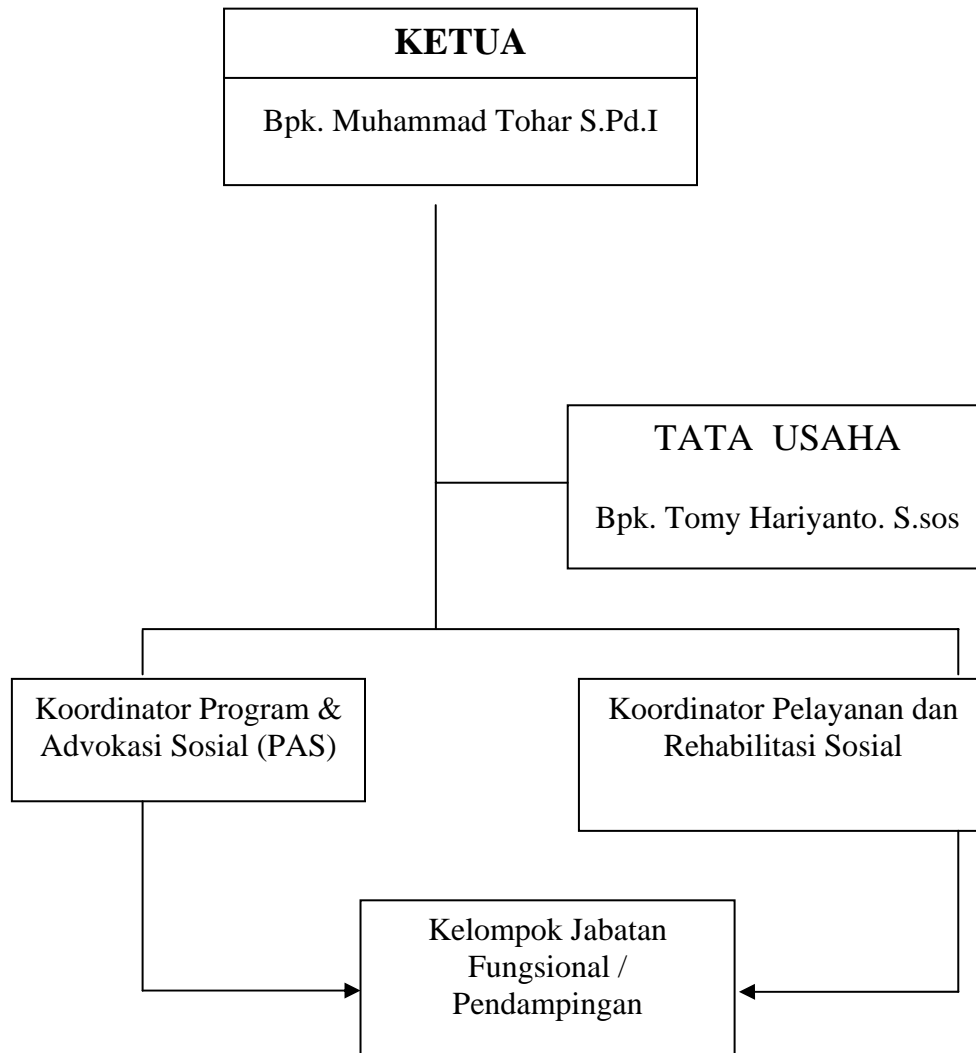 KETUA
Bpk. Muhammad Tohar S.Pd.I
TATA USAHA
Bpk. Tomy Hariyanto. S.sos
Koordinator Program &
Advokasi Sosial (PAS)
Koordinator Pelayanan dan
Rehabilitasi Sosial
Kelompok Jabatan
Fungsional /
Pendampingan